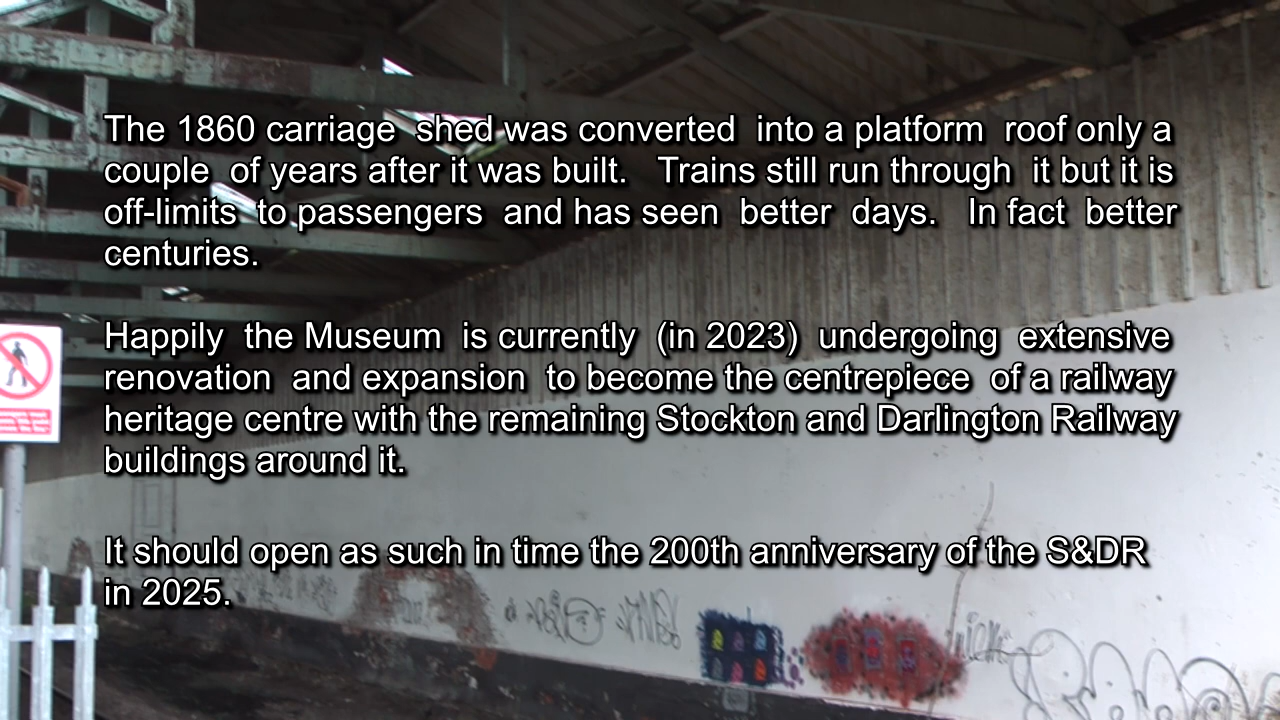 The 1860 carriage shed was converted into a platform roof only a
couple of years after it was built. Trains still run through it but it is
off-limits to passengers and has seen better days. In fact better
centuries.
Happily the Museum is currently (in 2023) undergoing extensive
renovation and expansion to become the centrepiece of a railway
heritage centre with the remaining Stockton and Darlington Railway
buildings around it.
It should open as such in time the 200th anniversary of the S&DR
in 2025.